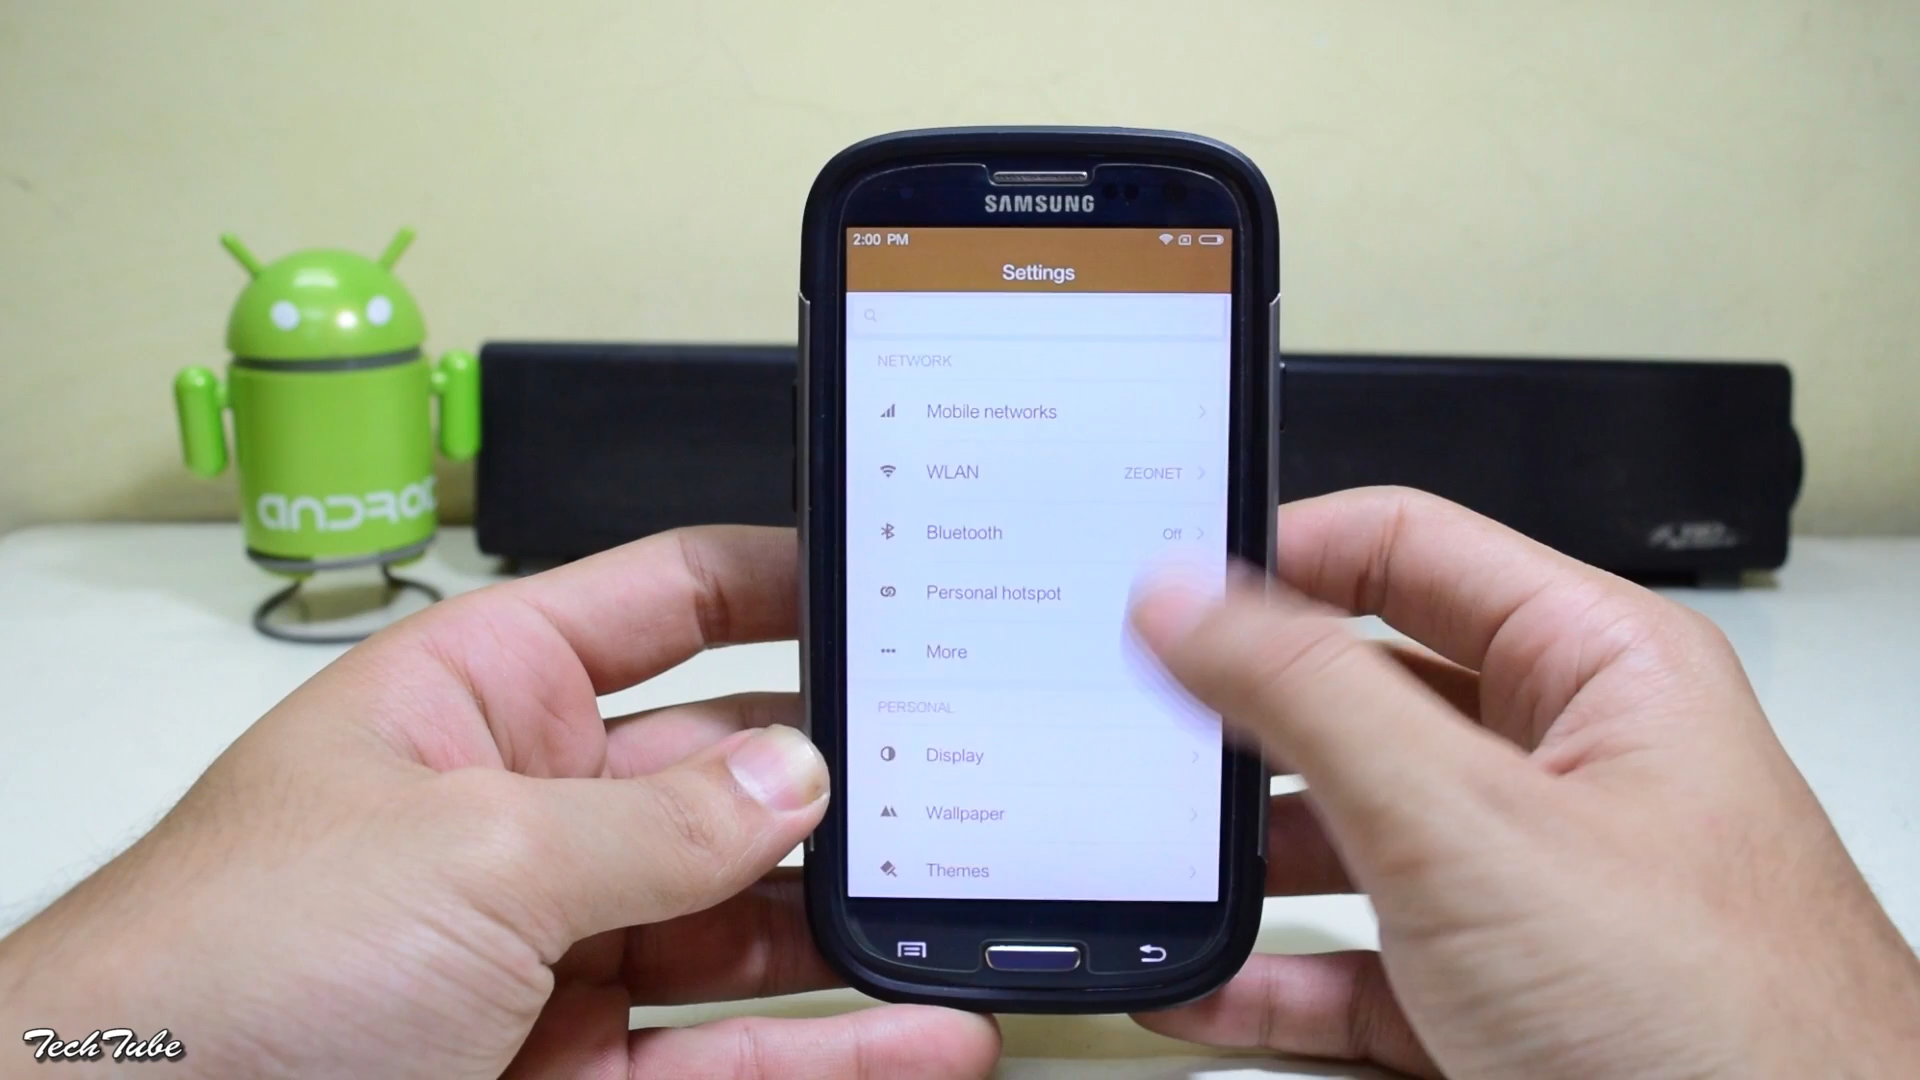 SAMSUNG
2:00 PM
Settings
NETWORK
Mobile networks
WLAN ZEONET
Bluetooth Off
Personal hotspot
More
PERSONAL
Display
Wallpaper
Themes
TechTube